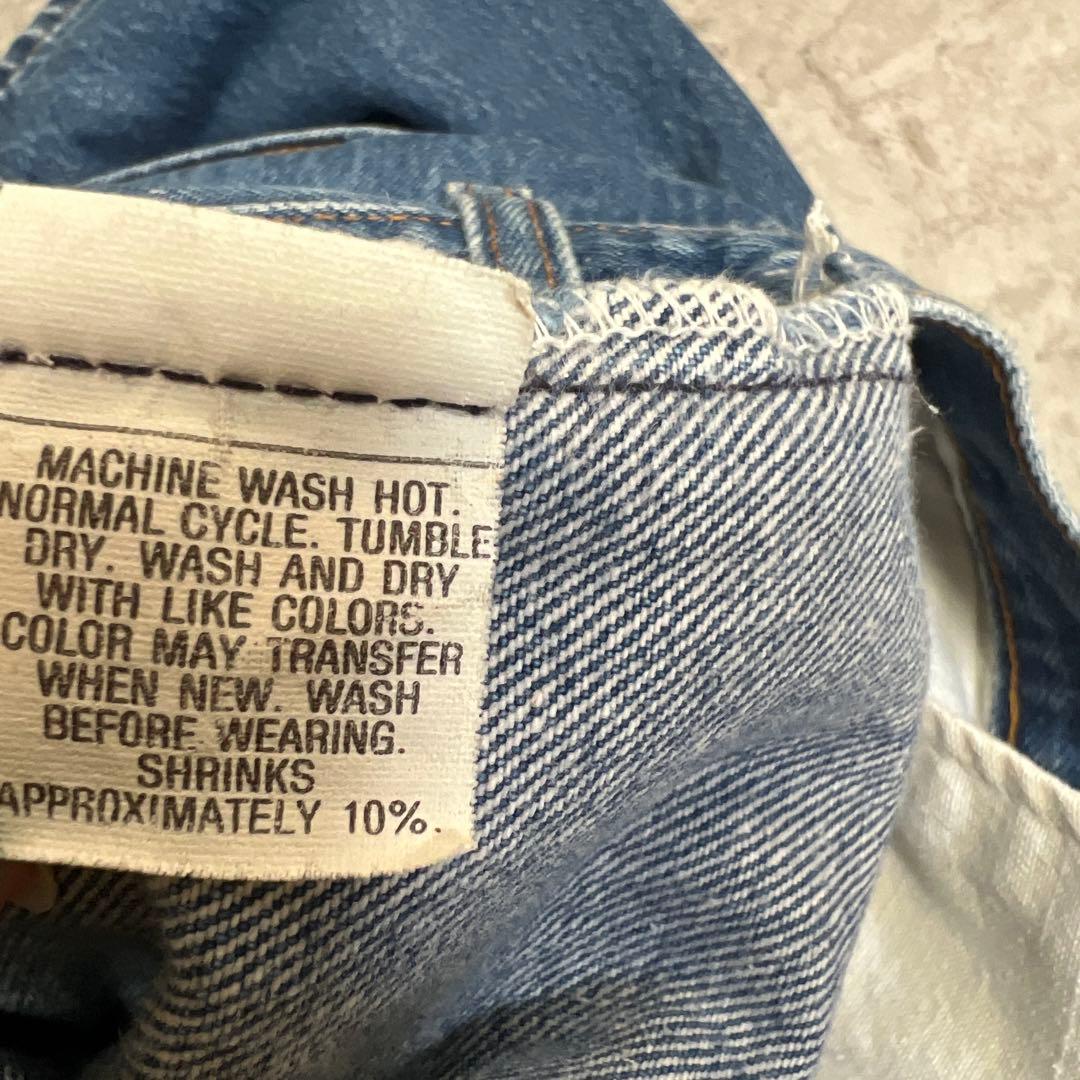 MACHINE WASH HOT.
NORMAL CYCLE. TUMBLE
DRY. WASH AND DRY
WITH LIKE COLORS.
COLOR MAY TRANSFER
WHEN NEW. WASH
BEFORE WEARING.
SHRINKS
APPROXIMATELY 10%.